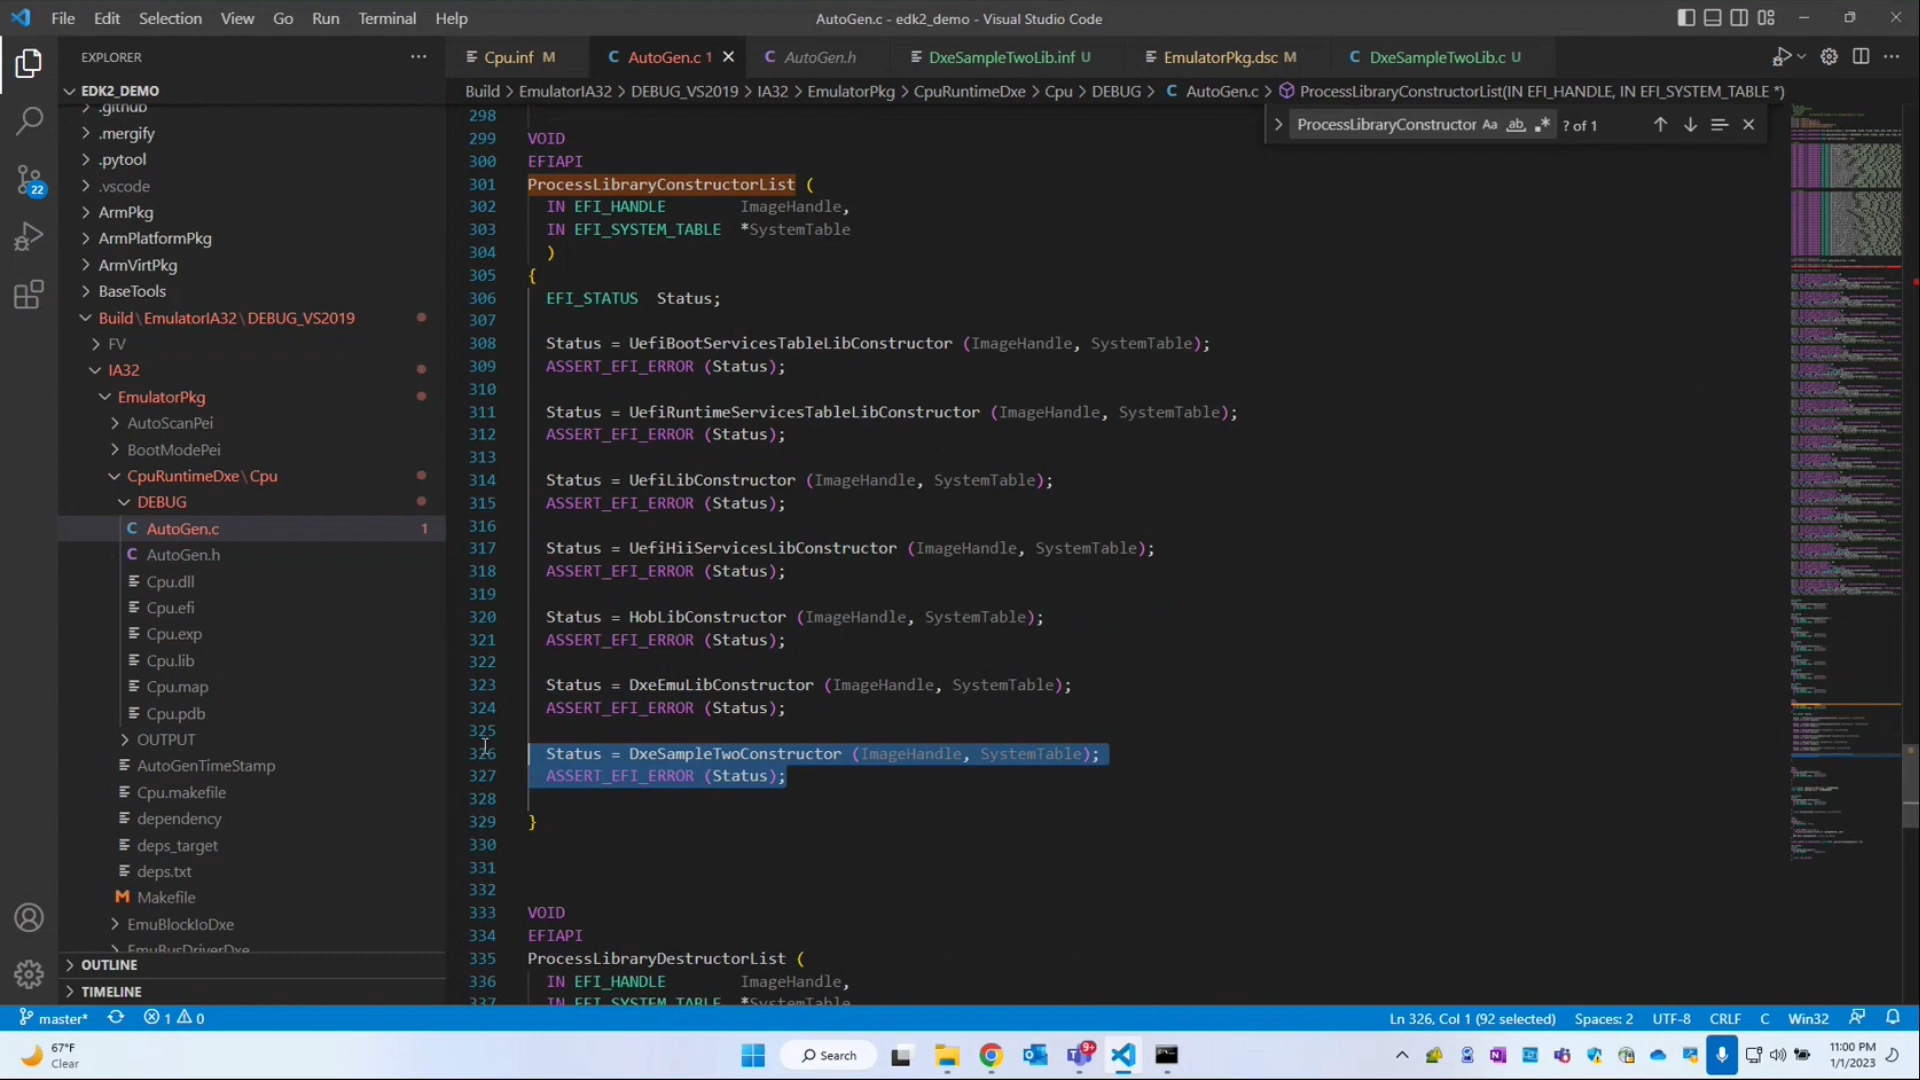 File Edit Selection View Go Run Terminal Help
AutoGen.c - edk2_demo - Visual Studio Code
EXPLORER
Cpu.inf M
AutoGen.c 1
AutoGen.h
DxeSampleTwoLib.inf U
EmulatorPkg.dsc M
DxeSampleTwoLib.c U
Build > EmulatorIA32 > DEBUG_VS2019 > IA32 > EmulatorPkg > CpuRuntimeDxe > Cpu > DEBUG > C AutoGen.c > ProcessLibraryConstructorList(IN EFI_HANDLE, IN EFI_SYSTEM_TABLE *)
ProcessLibraryConstructor Aa ab .* ? of 1
EDK2_DEMO
.github
.mergify
.pytool
.vscode
ArmPkg
ArmPlatformPkg
ArmVirtPkg
BaseTools
Build\EmulatorIA32\DEBUG_VS2019
FV
IA32
EmulatorPkg
AutoScanPei
BootModePei
CpuRuntimeDxe\Cpu
DEBUG
C AutoGen.c 1
C AutoGen.h
Cpu.dll
Cpu.efi
Cpu.exp
Cpu.lib
Cpu.map
Cpu.pdb
OUTPUT
AutoGenTimeStamp
Cpu.makefile
dependency
deps_target
deps.txt
M Makefile
EmuBlockIoDxe
EmuBusDriverDxe
OUTLINE
TIMELINE
298
299 VOID
300 EFIAPI
301 ProcessLibraryConstructorList (
302 IN EFI_HANDLE ImageHandle,
303 IN EFI_SYSTEM_TABLE *SystemTable
304 )
305 {
306 EFI_STATUS Status;
307
308 Status = UefiBootServicesTableLibConstructor (ImageHandle, SystemTable);
309 ASSERT_EFI_ERROR (Status);
310
311 Status = UefiRuntimeServicesTableLibConstructor (ImageHandle, SystemTable);
312 ASSERT_EFI_ERROR (Status);
313
314 Status = UefiLibConstructor (ImageHandle, SystemTable);
315 ASSERT_EFI_ERROR (Status);
316
317 Status = UefiHiiServicesLibConstructor (ImageHandle, SystemTable);
318 ASSERT_EFI_ERROR (Status);
319
320 Status = HobLibConstructor (ImageHandle, SystemTable);
321 ASSERT_EFI_ERROR (Status);
322
323 Status = DxeEmuLibConstructor (ImageHandle, SystemTable);
324 ASSERT_EFI_ERROR (Status);
325
326 Status = DxeSampleTwoConstructor (ImageHandle, SystemTable);
327 ASSERT_EFI_ERROR (Status);
328
329 }
330
331
332
333 VOID
334 EFIAPI
335 ProcessLibraryDestructorList (
336 IN EFI_HANDLE ImageHandle,
337 IN EFI_SYSTEM_TABLE *SystemTable
22
master* 1 0
Ln 326, Col 1 (92 selected) Spaces: 2 UTF-8 CRLF C Win32
67°F
Clear
Search
9+
11:00 PM
1/1/2023